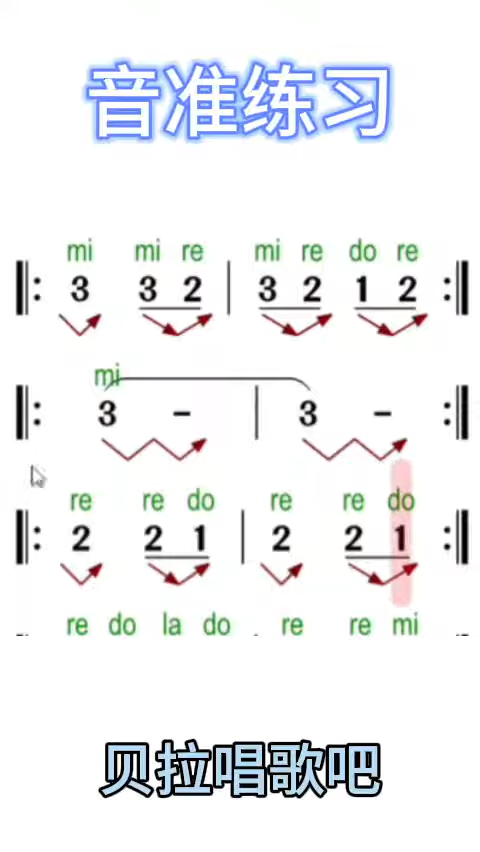 音准练习
mi mi re mi re do re
‖: 3 3 2 | 3 2 1 2 :‖
mi
‖: 3 - | 3 - :‖
re re do re re do
‖: 2 2 1 | 2 2 1 :‖
re do la do re re mi
贝拉唱歌吧